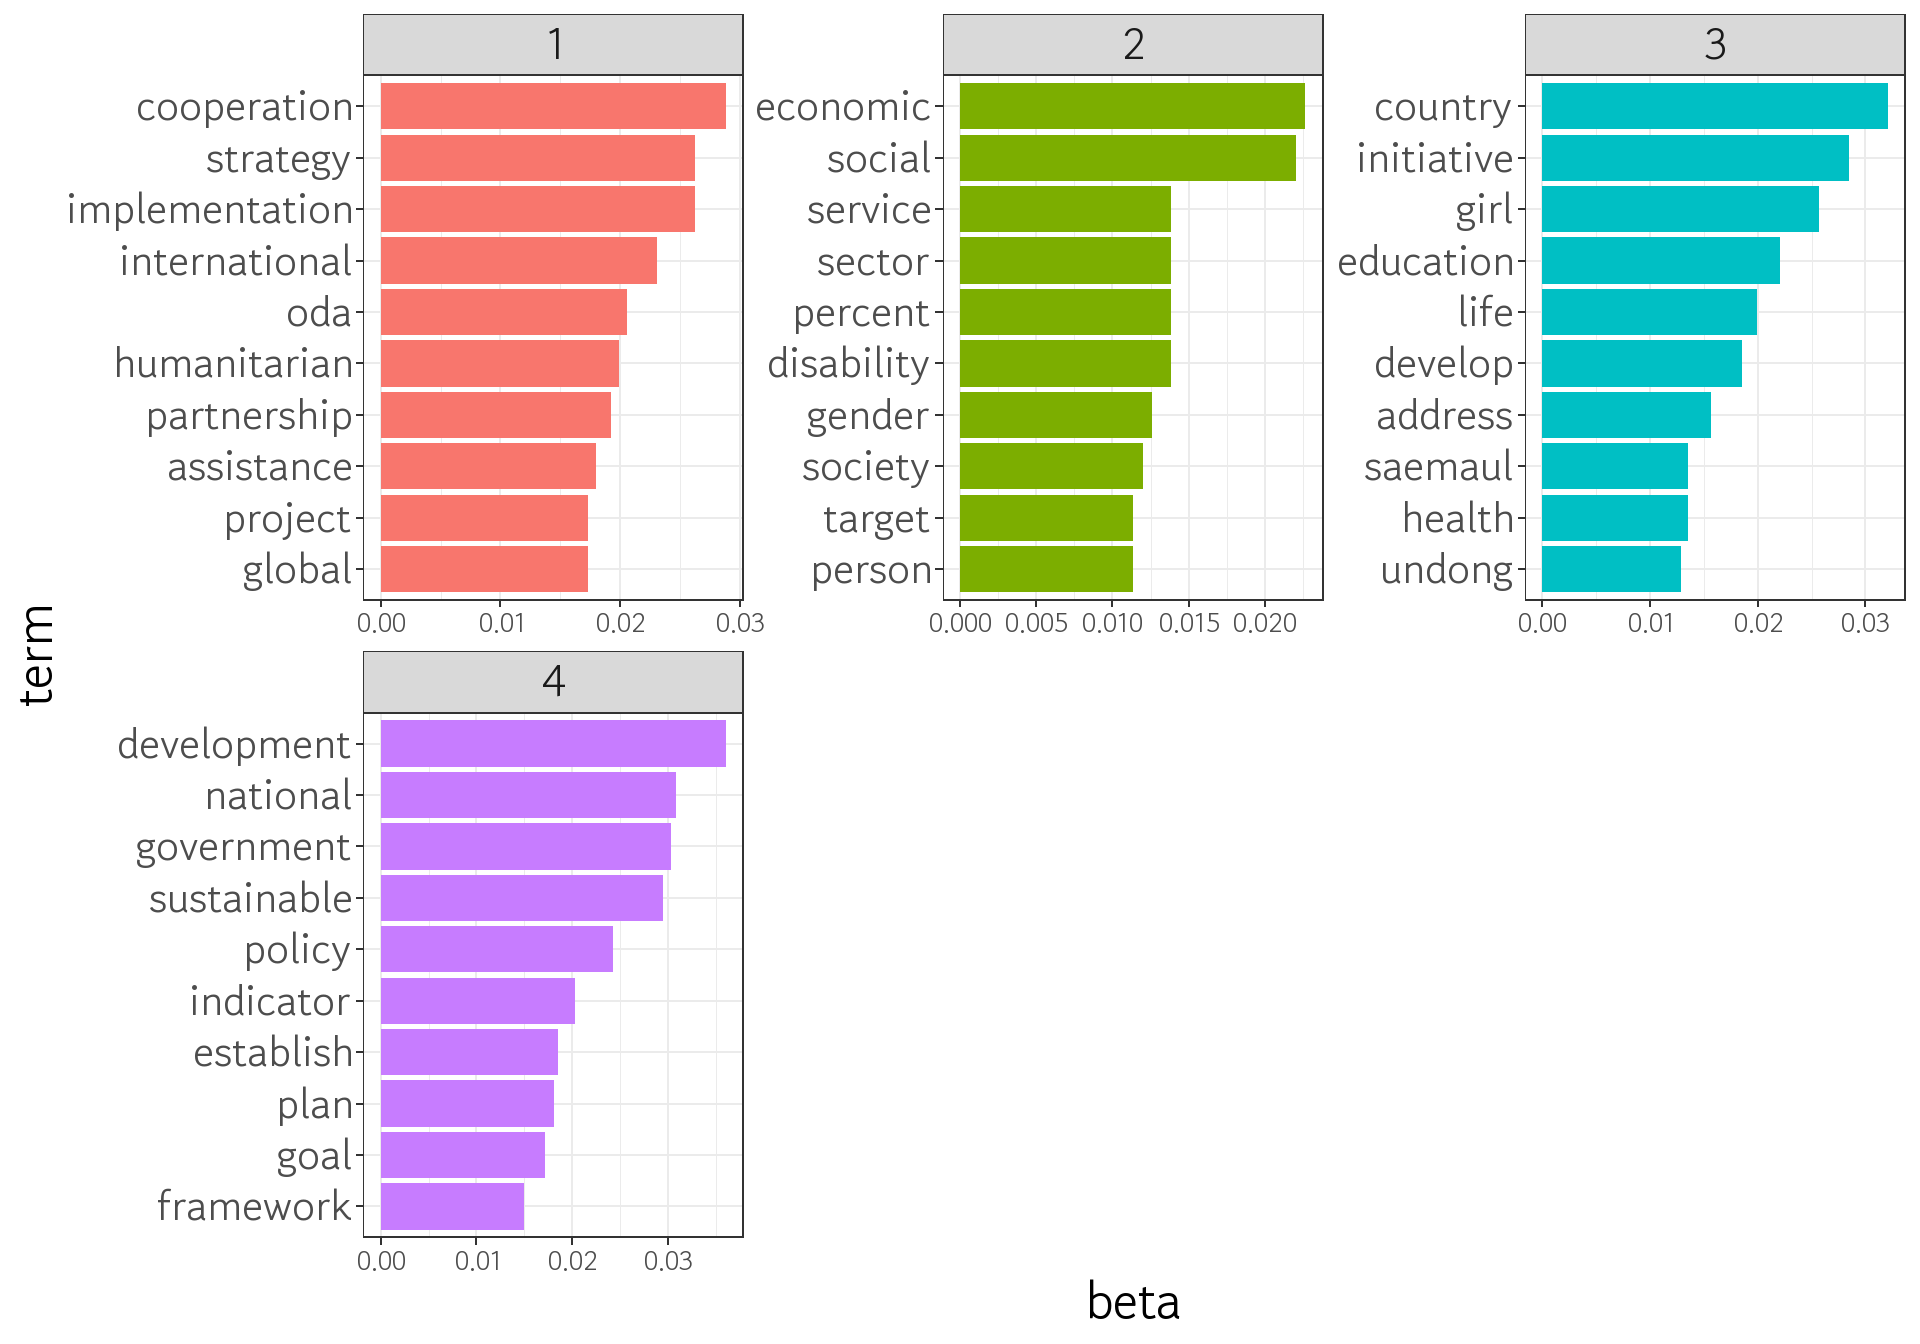 1
cooperation
strategy
implementation
international
oda
humanitarian
partnership
assistance
project
global
0.00 0.01 0.02 0.03
2
economic
social
service
sector
percent
disability
gender
society
target
person
0.000 0.005 0.010 0.015 0.020
3
country
initiative
girl
education
life
develop
address
saemaul
health
undong
0.00 0.01 0.02 0.03
term
4
development
national
government
sustainable
policy
indicator
establish
plan
goal
framework
0.00 0.01 0.02 0.03
beta